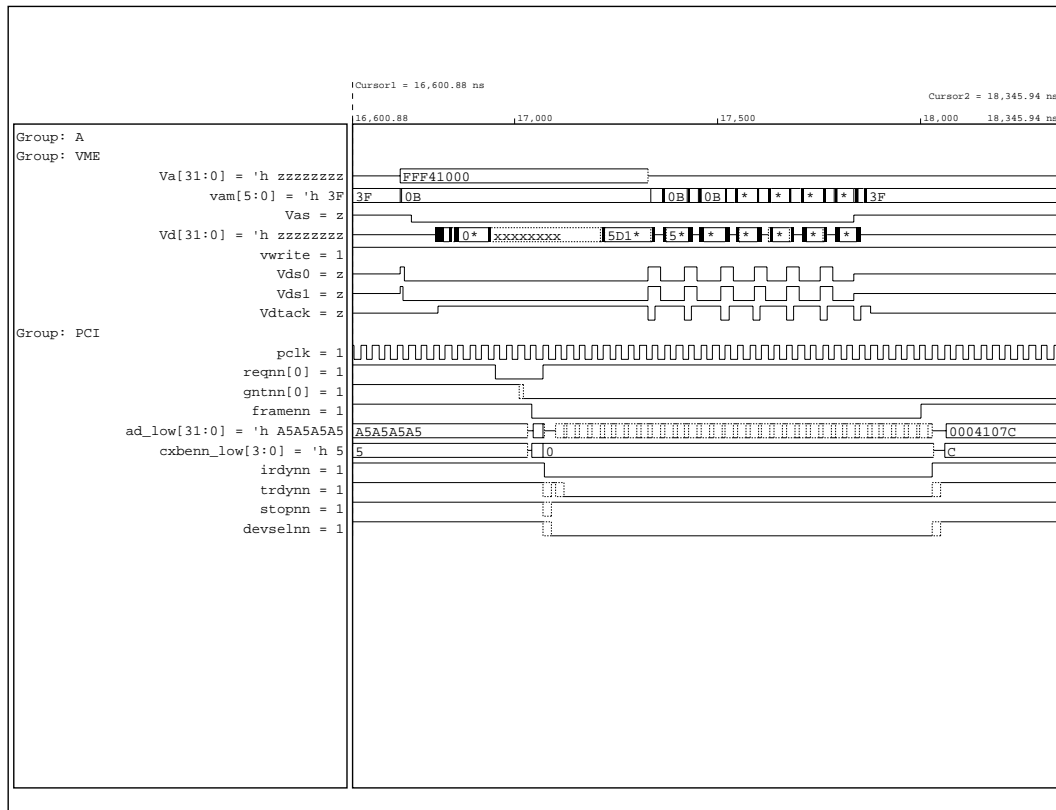 Cursor1 = 16,600.88 ns
Cursor2 = 18,345.94 ns
16,600.88 17,000 17,500 18,000 18,345.94 ns
Group: A
Group: VME
Va[31:0] = 'h zzzzzzzz FFF41000
vam[5:0] = 'h 3F 3F 0B 0B 0B * * * * 3F
Vas = z
Vd[31:0] = 'h zzzzzzzz 0* xxxxxxxx 5D1* 5* * * * * *
vwrite = 1
Vds0 = z
Vds1 = z
Vdtack = z
Group: PCI
pclk = 1
reqnn[0] = 1
gntnn[0] = 1
framenn = 1
ad_low[31:0] = 'h A5A5A5A5 A5A5A5A5 0004107C
cxbenn_low[3:0] = 'h 5 5 0 C
irdynn = 1
trdynn = 1
stopnn = 1
devselnn = 1